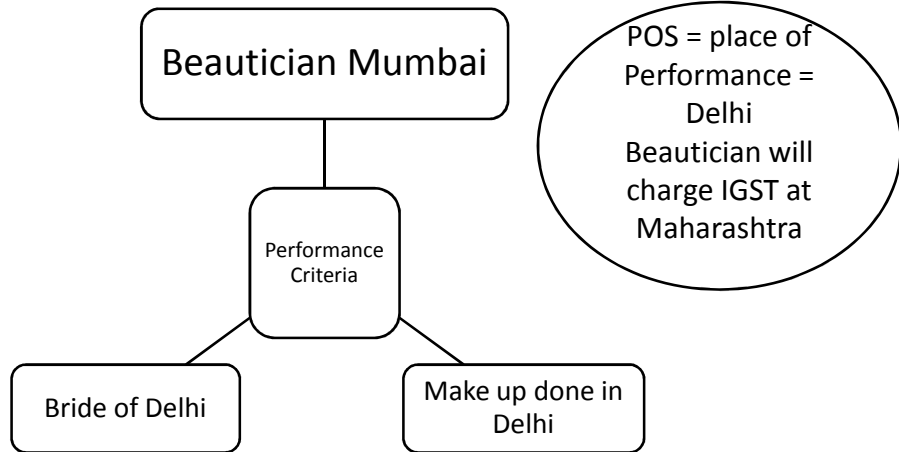 Beautician Mumbai
POS = place of
Performance =
Delhi
Beautician will
charge IGST at
Maharashtra
Performance
Criteria
Bride of Delhi
Make up done in
Delhi